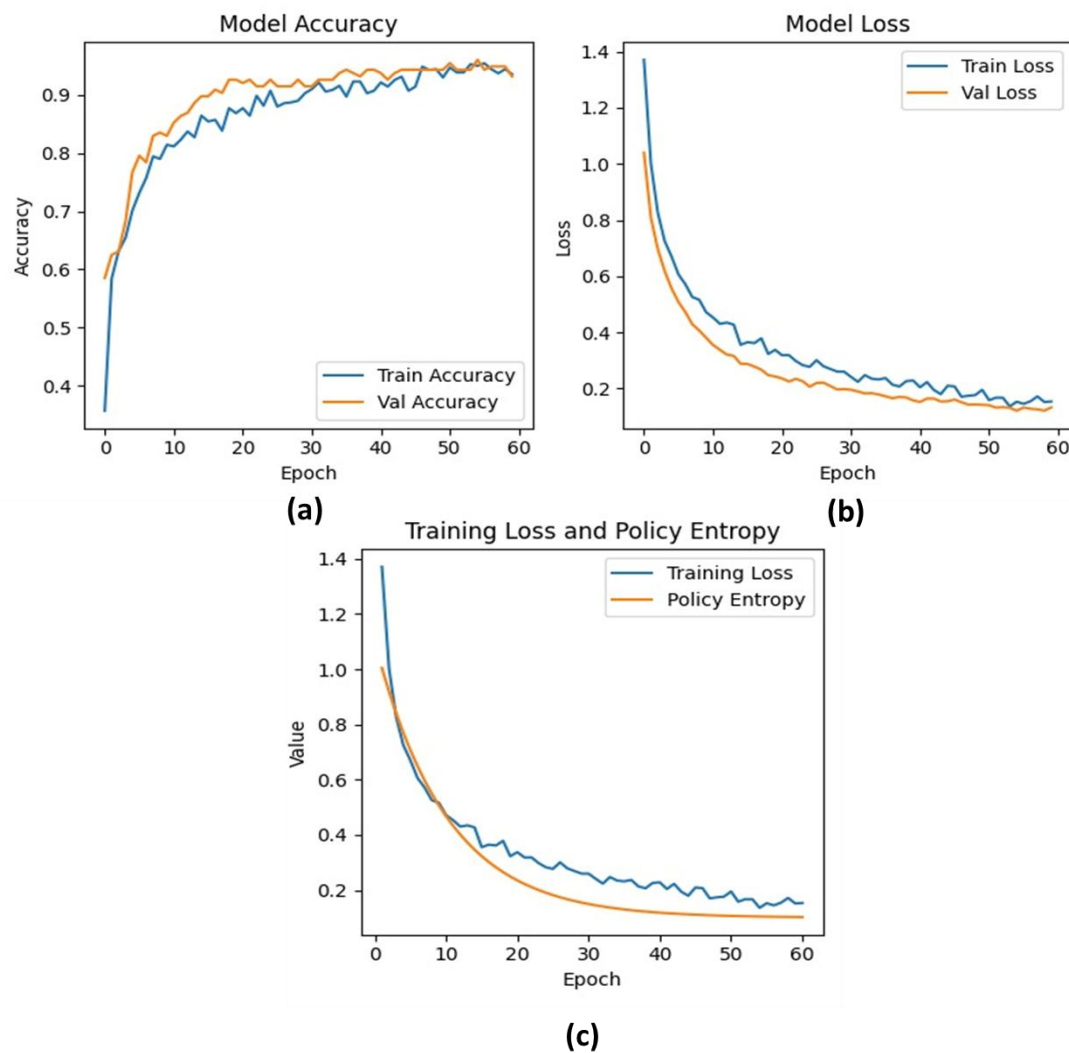 Model Accuracy
Accuracy
0.9
0.8
0.7
0.6
0.5
0.4
Train Accuracy
Val Accuracy
0 10 20 30 40 50 60
Epoch
(a)
Model Loss
Loss
1.4
1.2
1.0
0.8
0.6
0.4
0.2
Train Loss
Val Loss
0 10 20 30 40 50 60
Epoch
(b)
Training Loss and Policy Entropy
Value
1.4
1.2
1.0
0.8
0.6
0.4
0.2
Training Loss
Policy Entropy
0 10 20 30 40 50 60
Epoch
(c)